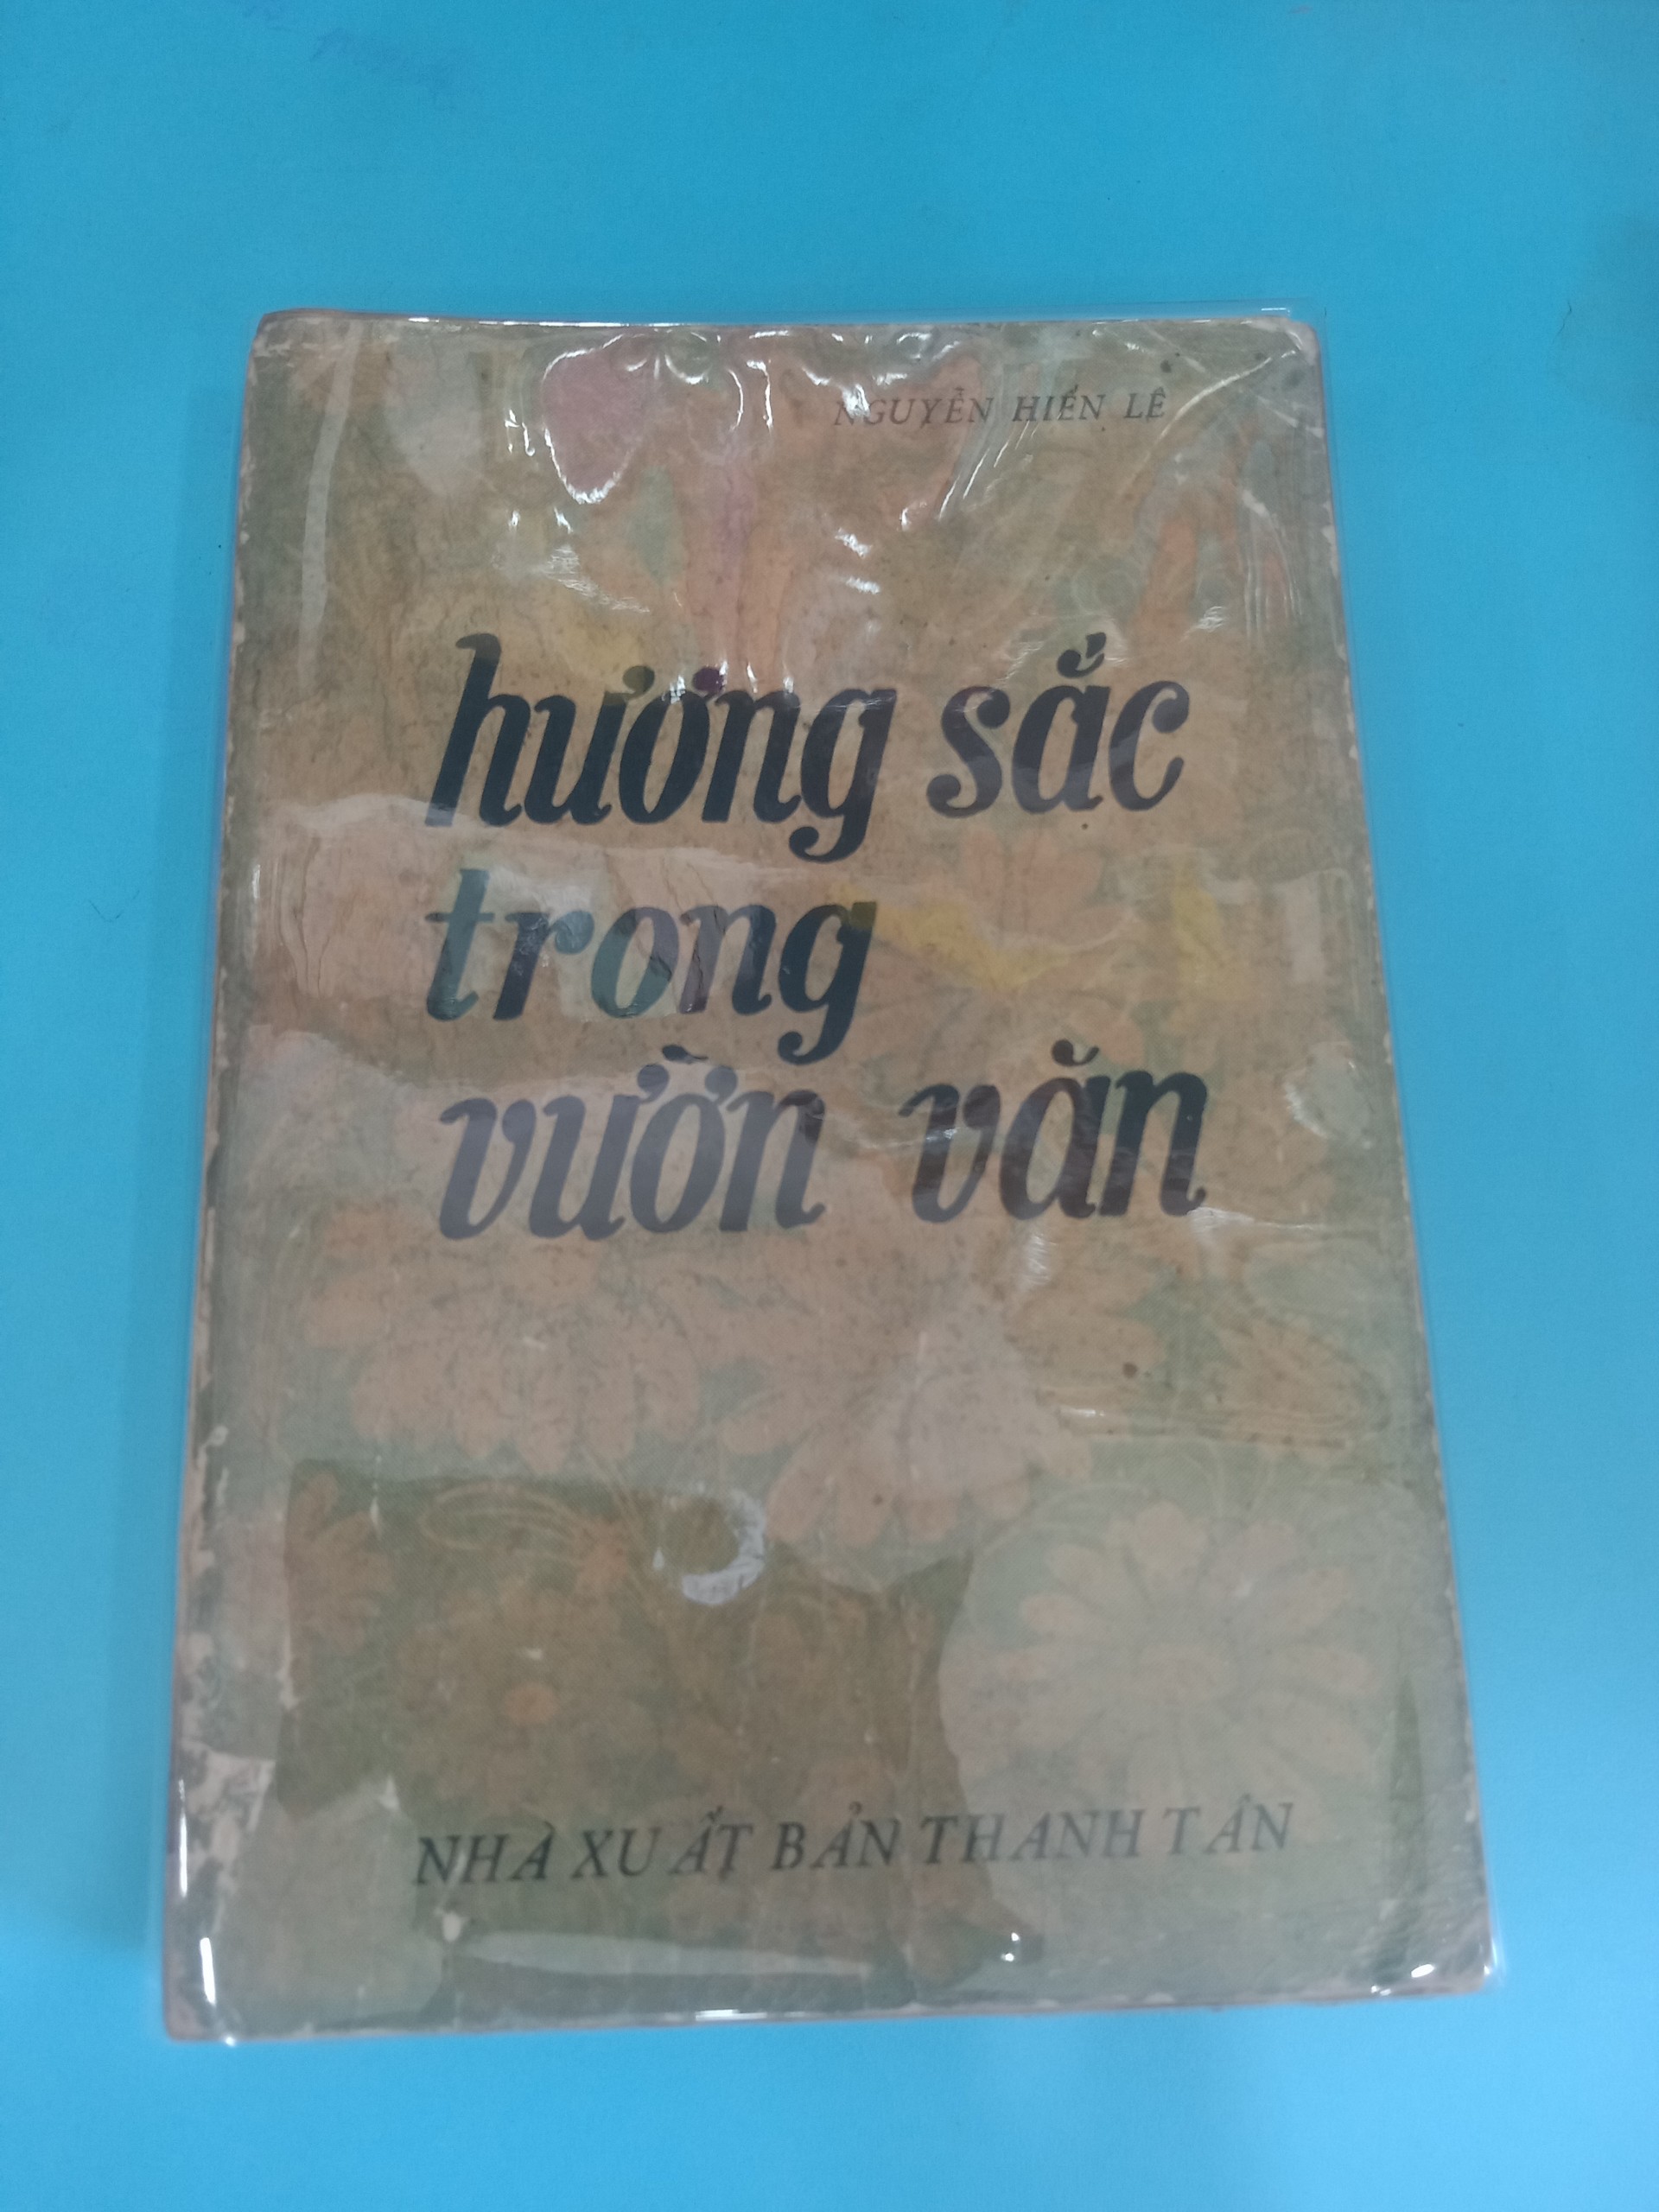 NGUYỄN HIẾN LÊ
hương sắc
trong
vườn văn
NHÀ XUẤT BẢN THANH TÂN